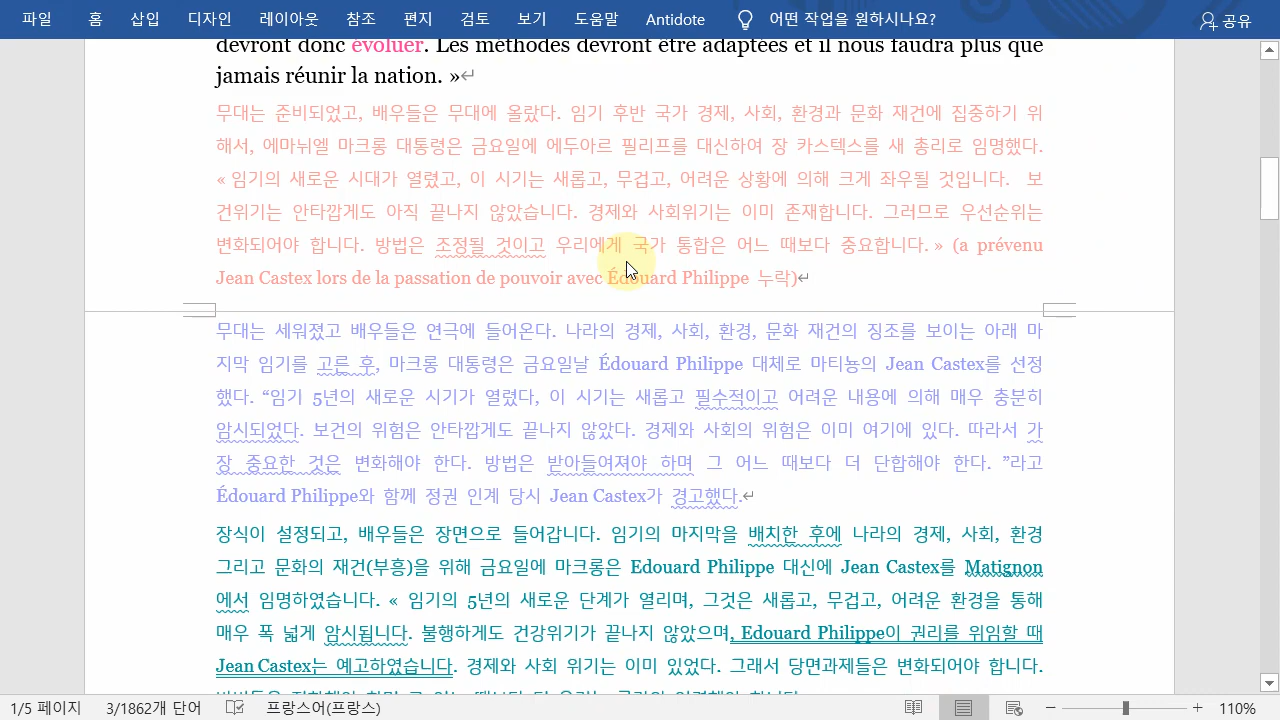 파일 홈 삽입 디자인 레이아웃 참조 편지 검토 보기 도움말 Antidote 어떤 작업을 원하시나요? 공유
devront donc évoluer. Les méthodes devront être adaptées et il nous faudra plus que
jamais réunir la nation. »
무대는 준비되었고, 배우들은 무대에 올랐다. 임기 후반 국가 경제, 사회, 환경과 문화 재건에 집중하기 위
해서, 에마뉘엘 마크롱 대통령은 금요일에 에두아르 필리프를 대신하여 장 카스텍스를 새 총리로 임명했다.
« 임기의 새로운 시대가 열렸고, 이 시기는 새롭고, 무겁고, 어려운 상황에 의해 크게 좌우될 것입니다. 보
건위기는 안타깝게도 아직 끝나지 않았습니다. 경제와 사회위기는 이미 존재합니다. 그러므로 우선순위는
변화되어야 합니다. 방법은 조정될 것이고 우리에게 국가 통합은 어느 때보다 중요합니다. » (a prévenu
Jean Castex lors de la passation de pouvoir avec Édouard Philippe 누락)
무대는 세워졌고 배우들은 연극에 들어온다. 나라의 경제, 사회, 환경, 문화 재건의 징조를 보이는 아래 마
지막 임기를 고른 후, 마크롱 대통령은 금요일날 Édouard Philippe 대체로 마티뇽의 Jean Castex를 선정
했다. “임기 5년의 새로운 시기가 열렸다, 이 시기는 새롭고 필수적이고 어려운 내용에 의해 매우 충분히
암시되었다. 보건의 위험은 안타깝게도 끝나지 않았다. 경제와 사회의 위험은 이미 여기에 있다. 따라서 가
장 중요한 것은 변화해야 한다. 방법은 받아들여져야 하며 그 어느 때보다 더 단합해야 한다. ”라고
Édouard Philippe와 함께 정권 인계 당시 Jean Castex가 경고했다.
장식이 설정되고, 배우들은 장면으로 들어갑니다. 임기의 마지막을 배치한 후에 나라의 경제, 사회, 환경
그리고 문화의 재건(부흥)을 위해 금요일에 마크롱은 Edouard Philippe 대신에 Jean Castex를 Matignon
에서 임명하였습니다. « 임기의 5년의 새로운 단계가 열리며, 그것은 새롭고, 무겁고, 어려운 환경을 통해
매우 폭 넓게 암시됩니다. 불행하게도 건강위기가 끝나지 않았으며, Edouard Philippe이 권리를 위임할 때
Jean Castex는 예고하였습니다. 경제와 사회 위기는 이미 있었다. 그래서 당면과제들은 변화되어야 합니다.
1/5 페이지 3/1862개 단어 프랑스어(프랑스) 110%